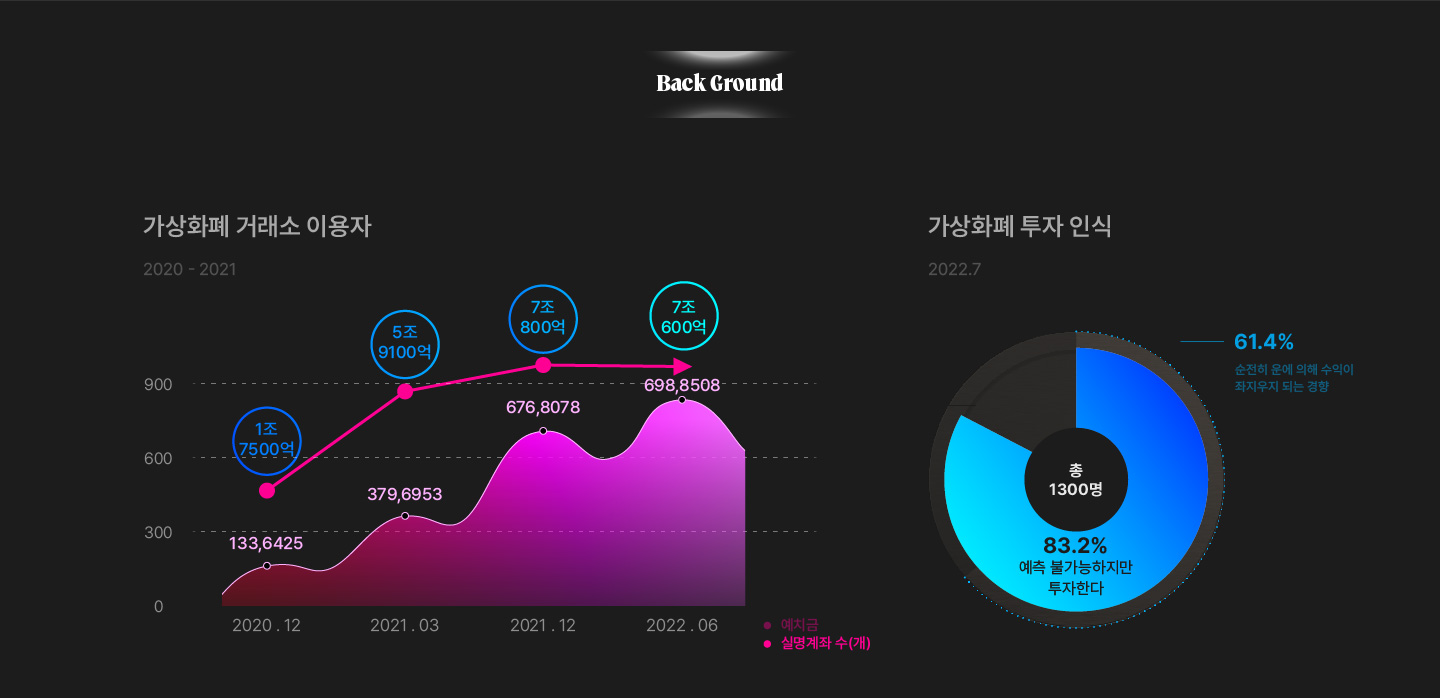 Back Ground
가상화폐 거래소 이용자
2020 - 2021
1조
7500억
5조
9100억
7조
800억
7조
600억
900
600
300
0
133,6425
379,6953
676,8078
698,8508
2020 . 12
2021 . 03
2021 . 12
2022 . 06
예치금
실명계좌 수(개)
가상화폐 투자 인식
2022.7
61.4%
순전히 운에 의해 수익이
좌지우지 되는 경향
총
1300명
83.2%
예측 불가능하지만
투자한다